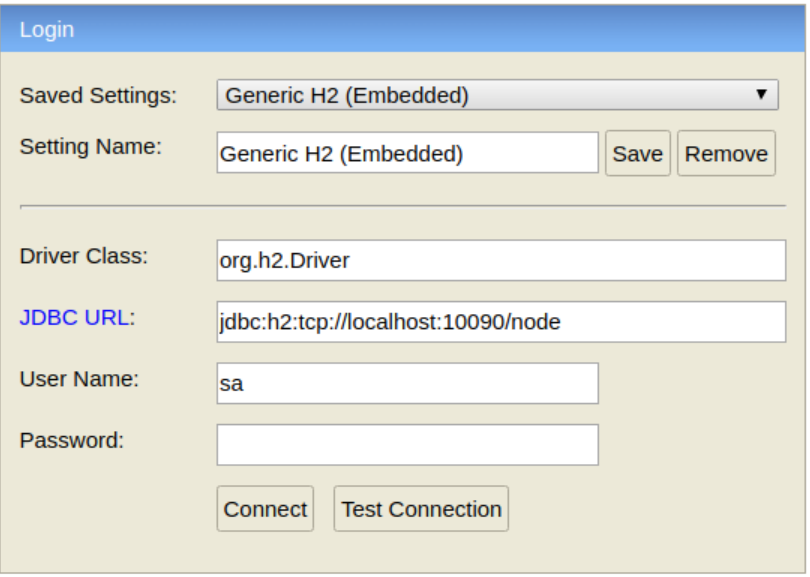 Login
Saved Settings: Generic H2 (Embedded)
Setting Name: Generic H2 (Embedded) Save Remove
Driver Class: org.h2.Driver
JDBC URL: jdbc:h2:tcp://localhost:10090/node
User Name: sa
Password:
Connect Test Connection